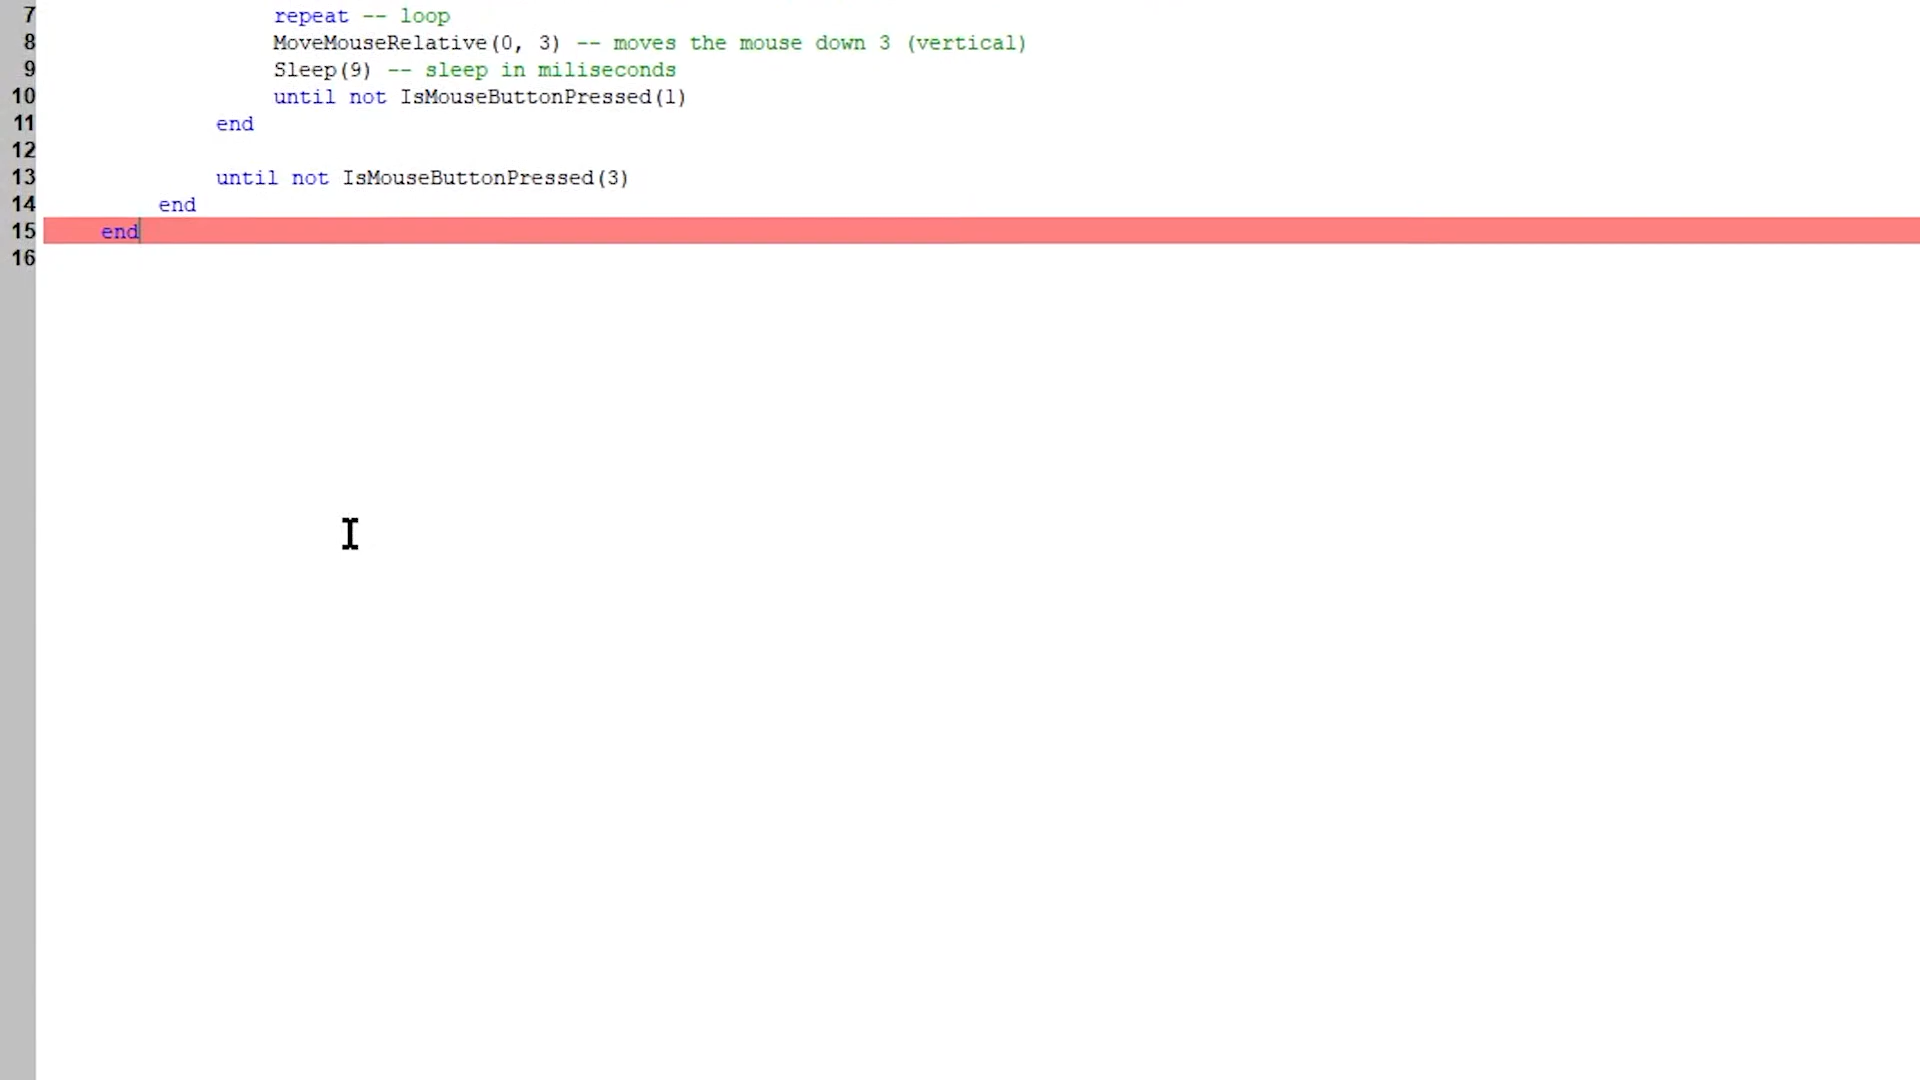 7 repeat -- loop
8 MoveMouseRelative(0, 3) -- moves the mouse down 3 (vertical)
9 Sleep(9) -- sleep in miliseconds
10 until not IsMouseButtonPressed(1)
11 end
12
13 until not IsMouseButtonPressed(3)
14 end
15 end
16